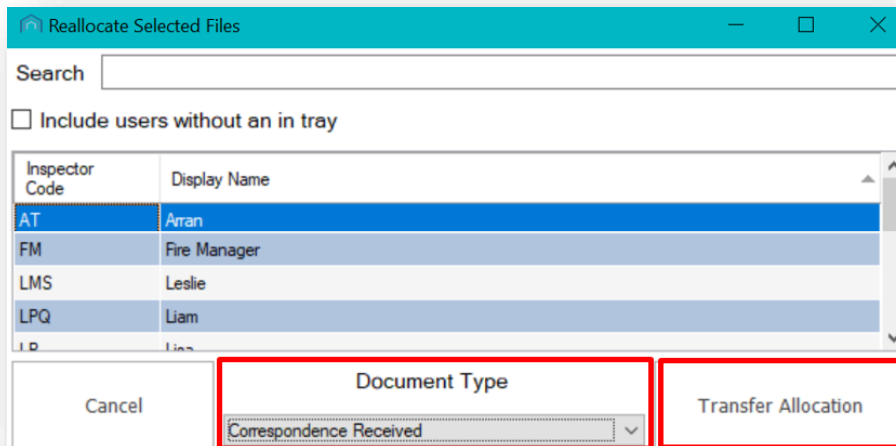 Reallocate Selected Files
Search
Include users without an in tray
Inspector Code Display Name
AT Arran
FM Fire Manager
LMS Leslie
LPQ Liam
Document Type
Cancel Transfer Allocation
Correspondence Received